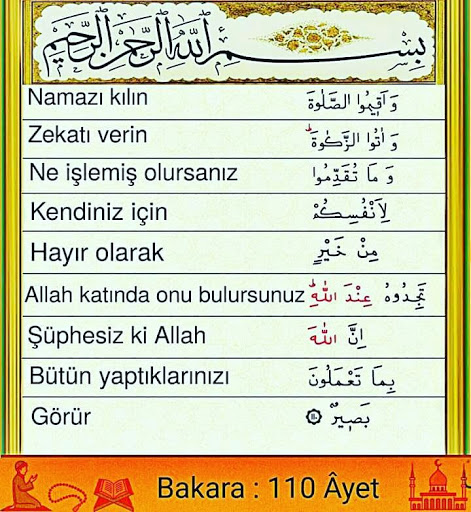 بِسْمِ اللهِ الرَّحْمٰنِ الرَّحِيمِ
Namazı kılın وَ اَق۪يمُوا الصَّلٰوةَ
Zekatı verin وَ اٰتُوا الزَّكٰوةَۜ
Ne işlemiş olursanız وَ مَا تُقَدِّمُوا
Kendiniz için لِاَنْفُسِكُمْ
Hayır olarak مِنْ خَيْرٍ
Allah katında onu bulursunuz تَجِدُوهُ عِنْدَ اللّٰهِۜ
Şüphesiz ki Allah اِنَّ اللّٰهَ
Bütün yaptıklarınızı بِمَا تَعْمَلُونَ
Görür بَص۪يرٌ
Bakara : 110 Âyet